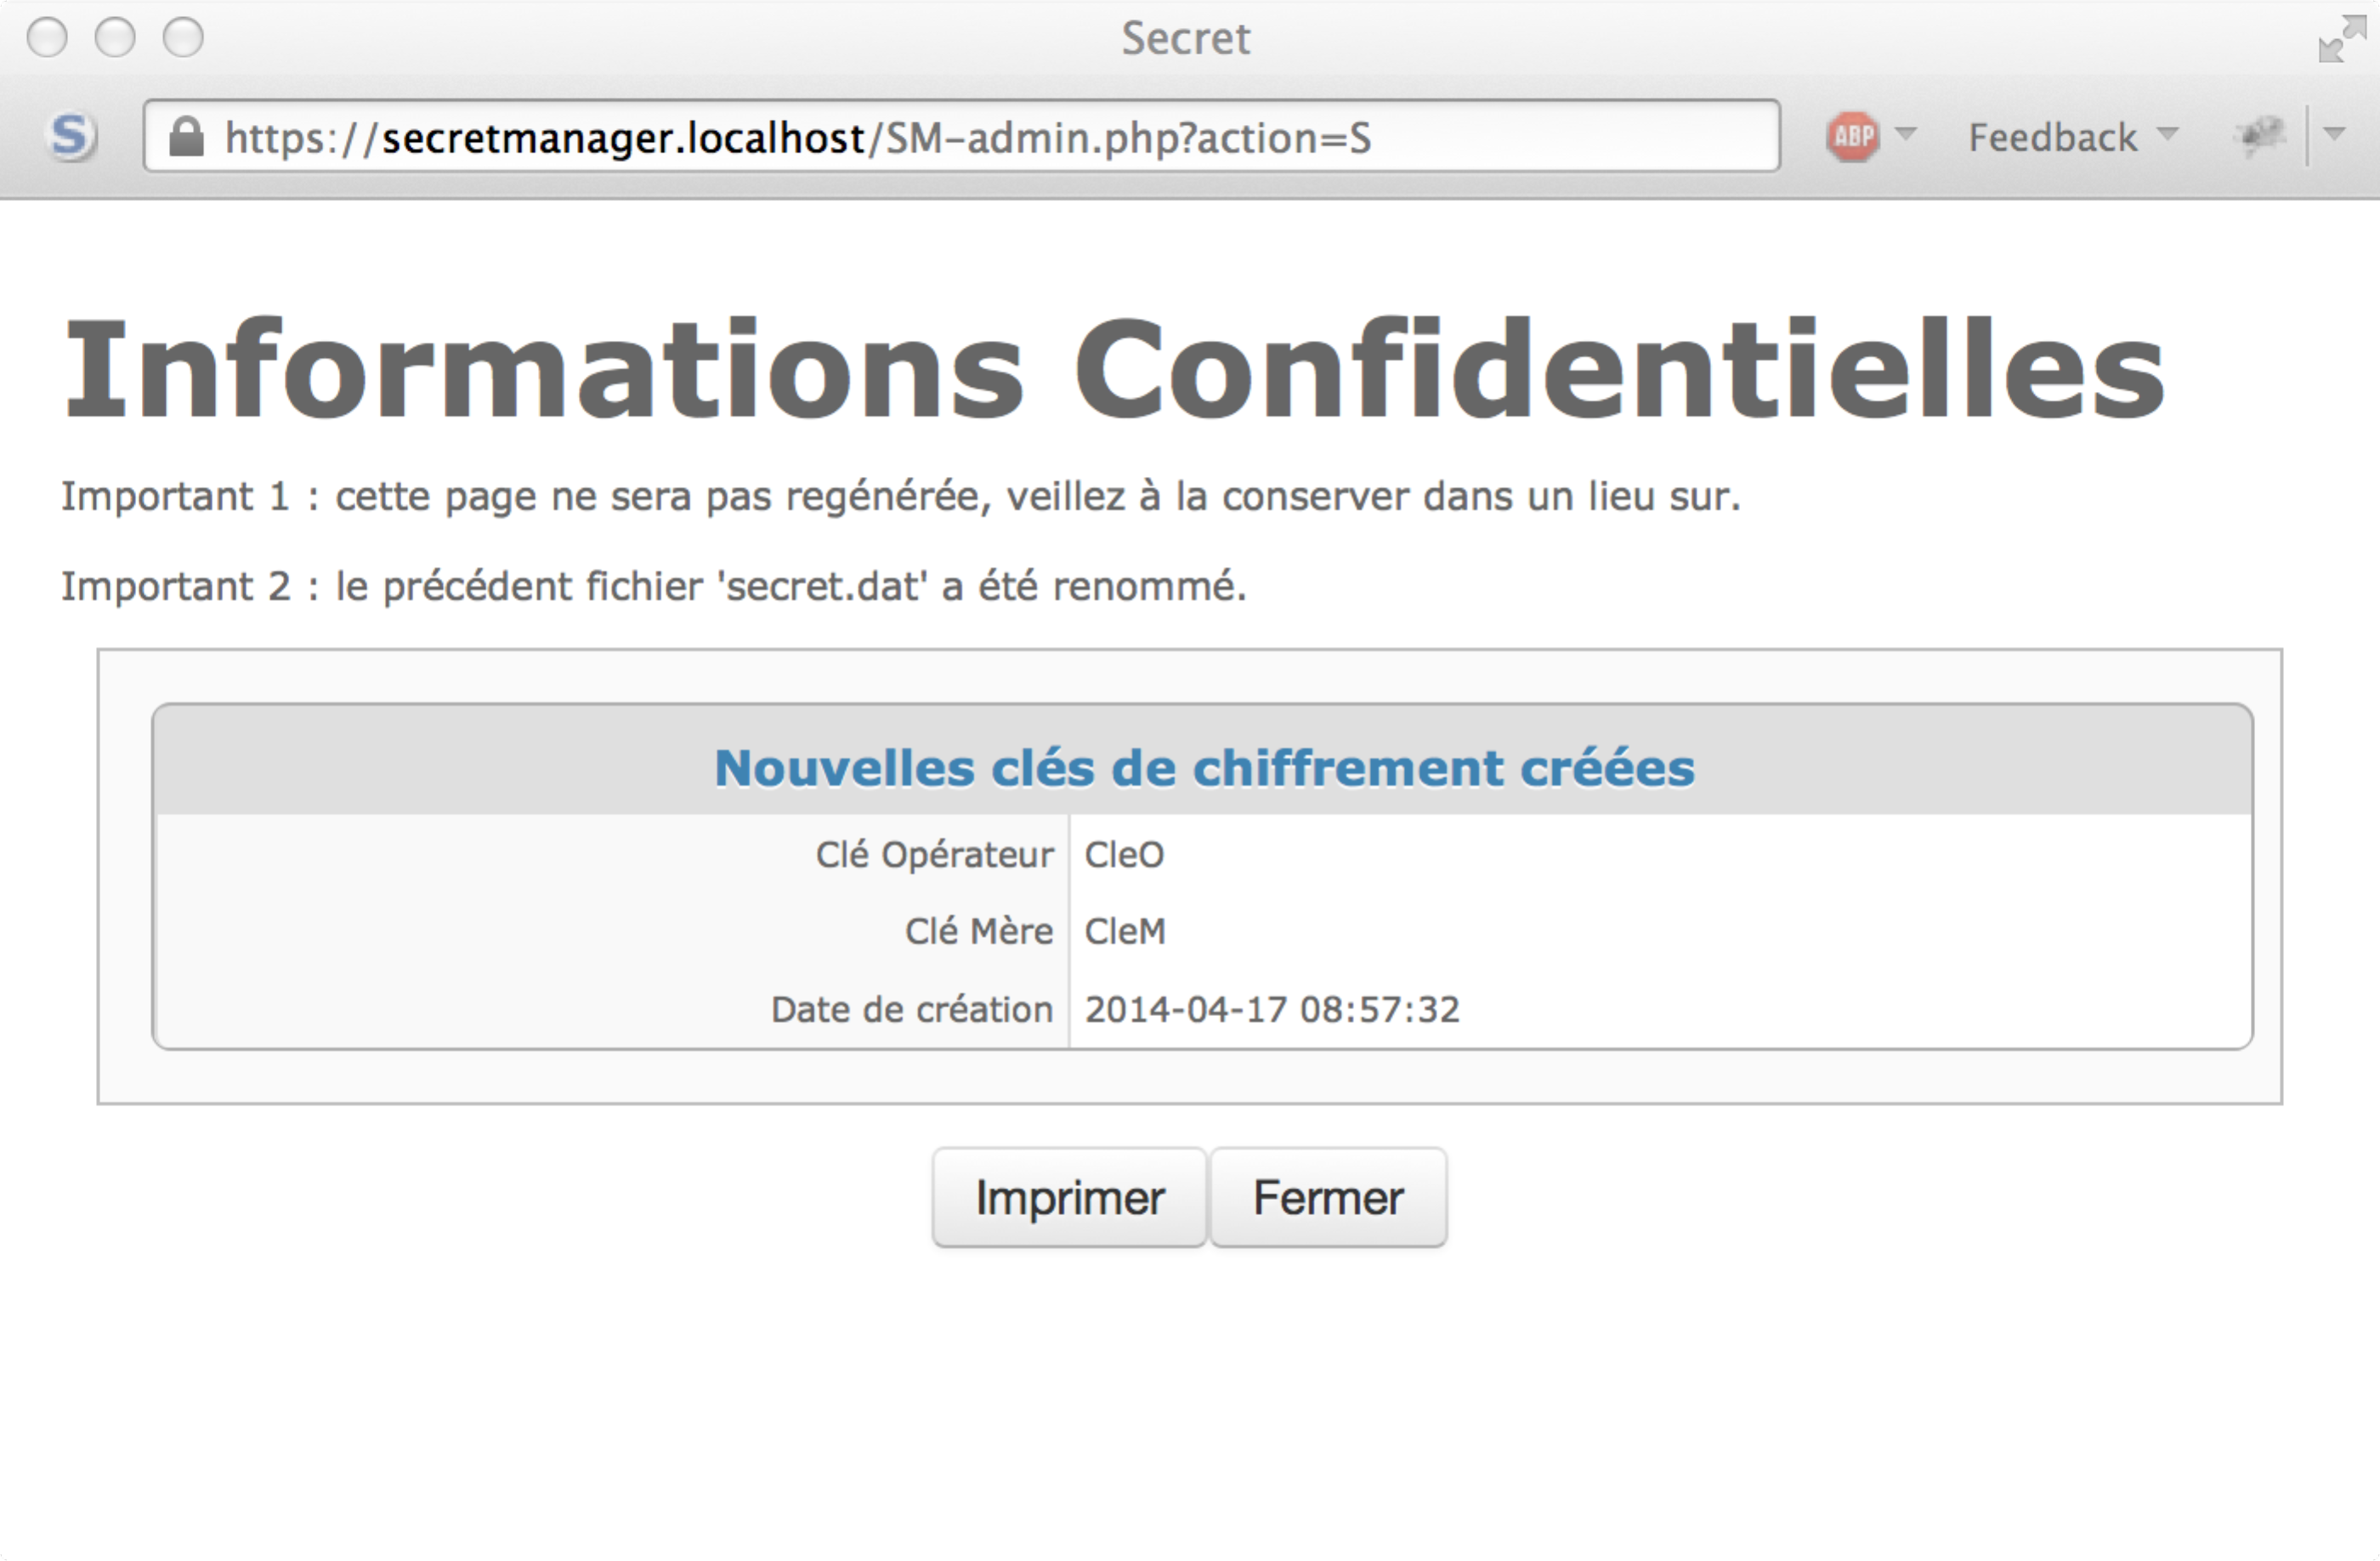 Secret
S
https://secretmanager.localhost/SM-admin.php?action=S
ABP
Feedback
Informations Confidentielles
Important 1 : cette page ne sera pas regénérée, veillez à la conserver dans un lieu sur.
Important 2 : le précédent fichier 'secret.dat' a été renommé.
Nouvelles clés de chiffrement créées
Clé Opérateur CleO
Clé Mère CleM
Date de création 2014-04-17 08:57:32
Imprimer Fermer